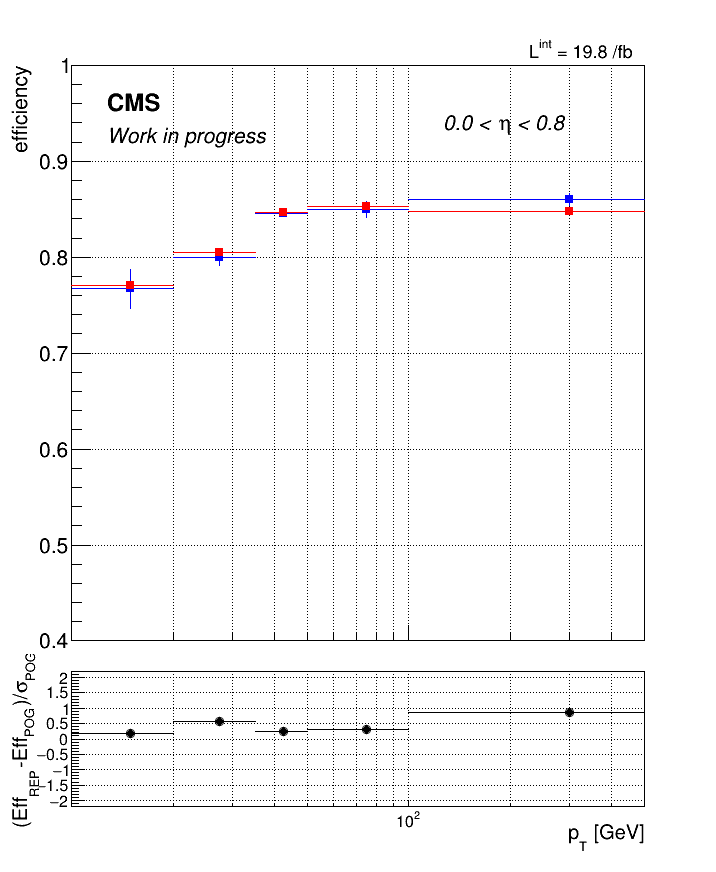 L^int = 19.8 /fb
efficiency
CMS
Work in progress
0.0 < η < 0.8
1
0.9
0.8
0.7
0.6
0.5
0.4
(Eff_REP -Eff_POG)/σ_POG
2
1.5
1
0.5
0
−0.5
−1
−1.5
−2
10^2
p_T [GeV]